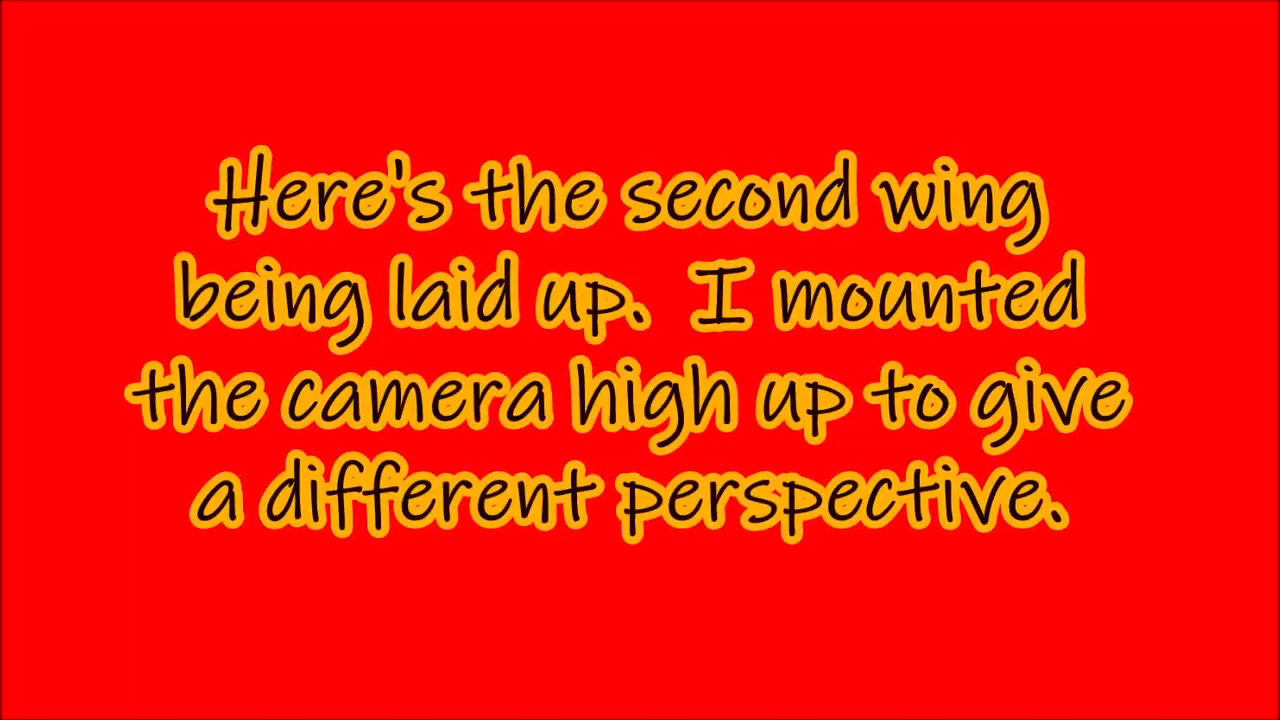 Here's the second wing
being laid up.  I mounted
the camera high up to give
a different perspective.